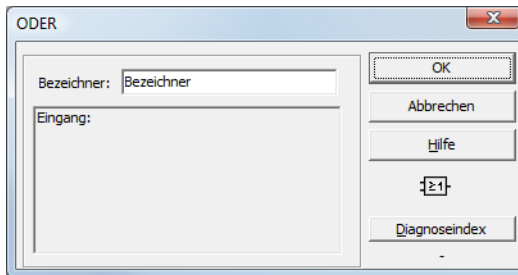 ODER
Bezeichner: Bezeichner
Eingang:
OK
Abbrechen
Hilfe
≥1
Diagnoseindex
-